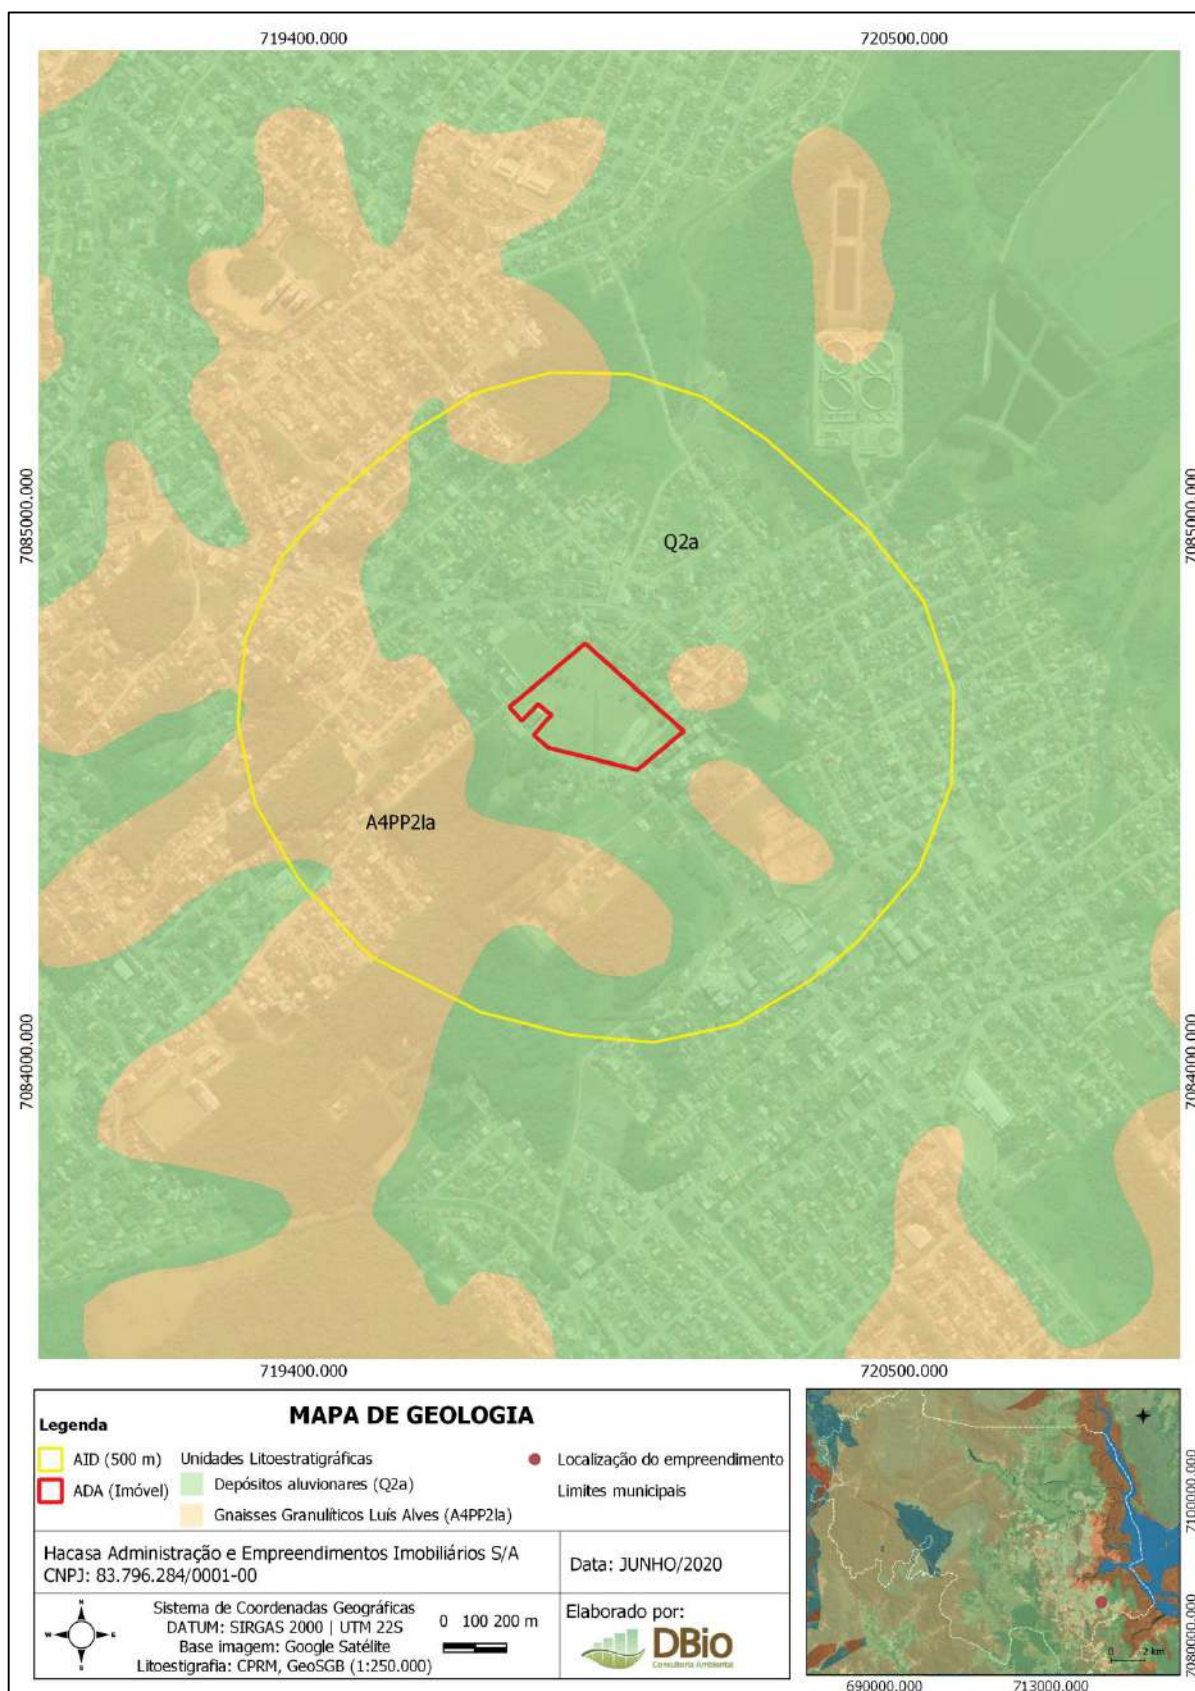 719400.000 720500.000
7085000.000 7085000.000
Q2a
A4PP2la
7084000.000 7084000.000
719400.000 720500.000
MAPA DE GEOLOGIA
Legenda
AID (500 m) Unidades Litoestratigráficas Localização do empreendimento
ADA (Imóvel) Depósitos aluvionares (Q2a) Limites municipais
Gnaisses Granulíticos Luís Alves (A4PP2la)
Hacasa Administração e Empreendimentos Imobiliários S/A
CNPJ: 83.796.284/0001-00
Data: JUNHO/2020
N
W E
S
Sistema de Coordenadas Geográficas
DATUM: SIRGAS 2000 | UTM 22S
Base imagem: Google Satélite
Litoestigrafia: CPRM, GeoSGB (1:250.000)
0 100 200 m
Elaborado por:
DBio
Consultoria Ambiental
7100000.000
7080000.000
0 2 km
690000.000 713000.000